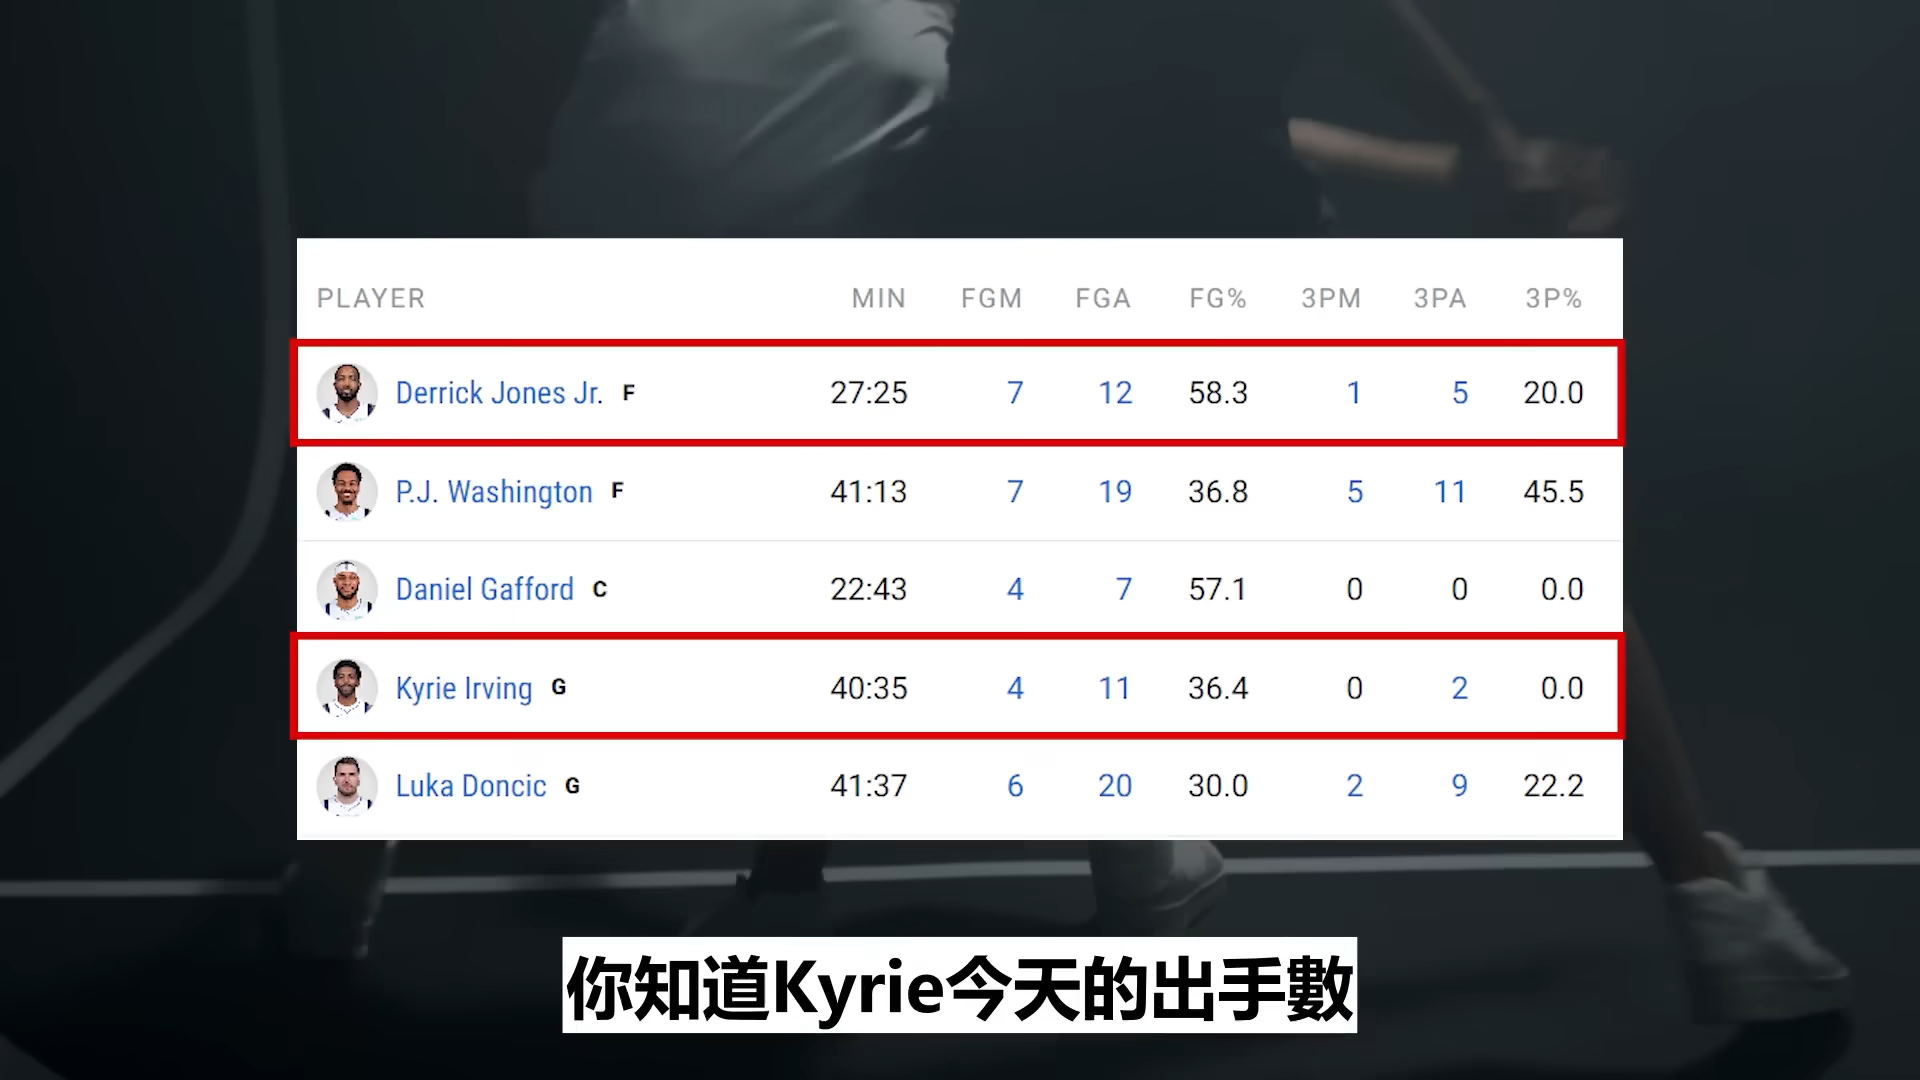 PLAYER MIN FGM FGA FG% 3PM 3PA 3P%
Derrick Jones Jr. F 27:25 7 12 58.3 1 5 20.0
P.J. Washington F 41:13 7 19 36.8 5 11 45.5
Daniel Gafford C 22:43 4 7 57.1 0 0 0.0
Kyrie Irving G 40:35 4 11 36.4 0 2 0.0
Luka Doncic G 41:37 6 20 30.0 2 9 22.2
你知道Kyrie今天的出手數